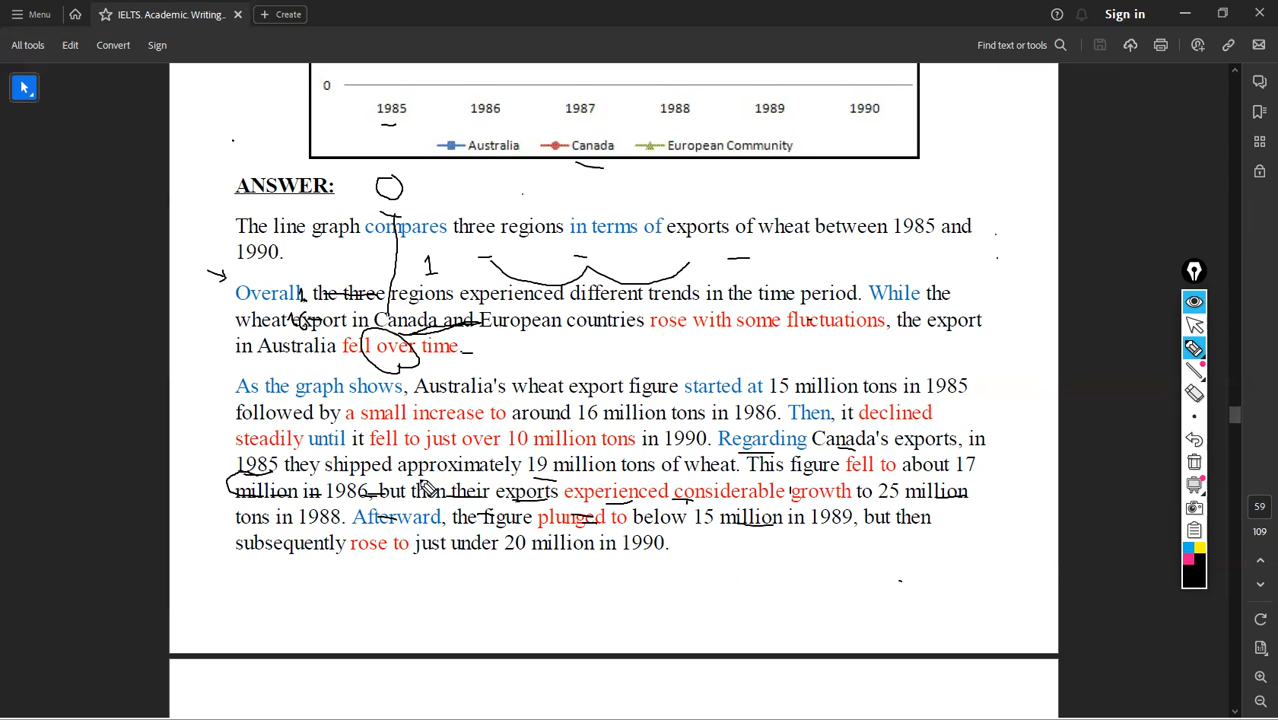 Menu
IELTS. Academic. Writing...
Create
Sign in
All tools
Edit
Convert
Sign
Find text or tools
0
1985 1986 1987 1988 1989 1990
Australia Canada European Community
ANSWER:
The line graph compares three regions in terms of exports of wheat between 1985 and
1990.
1
Overall, the three regions experienced different trends in the time period. While the
wheat export in Canada and European countries rose with some fluctuations, the export
in Australia fell over time.
As the graph shows, Australia's wheat export figure started at 15 million tons in 1985
followed by a small increase to around 16 million tons in 1986. Then, it declined
steadily until it fell to just over 10 million tons in 1990. Regarding Canada's exports, in
1985 they shipped approximately 19 million tons of wheat. This figure fell to about 17
million in 1986, but then their exports experienced considerable growth to 25 million
tons in 1988. Afterward, the figure plunged to below 15 million in 1989, but then
subsequently rose to just under 20 million in 1990.
59
109